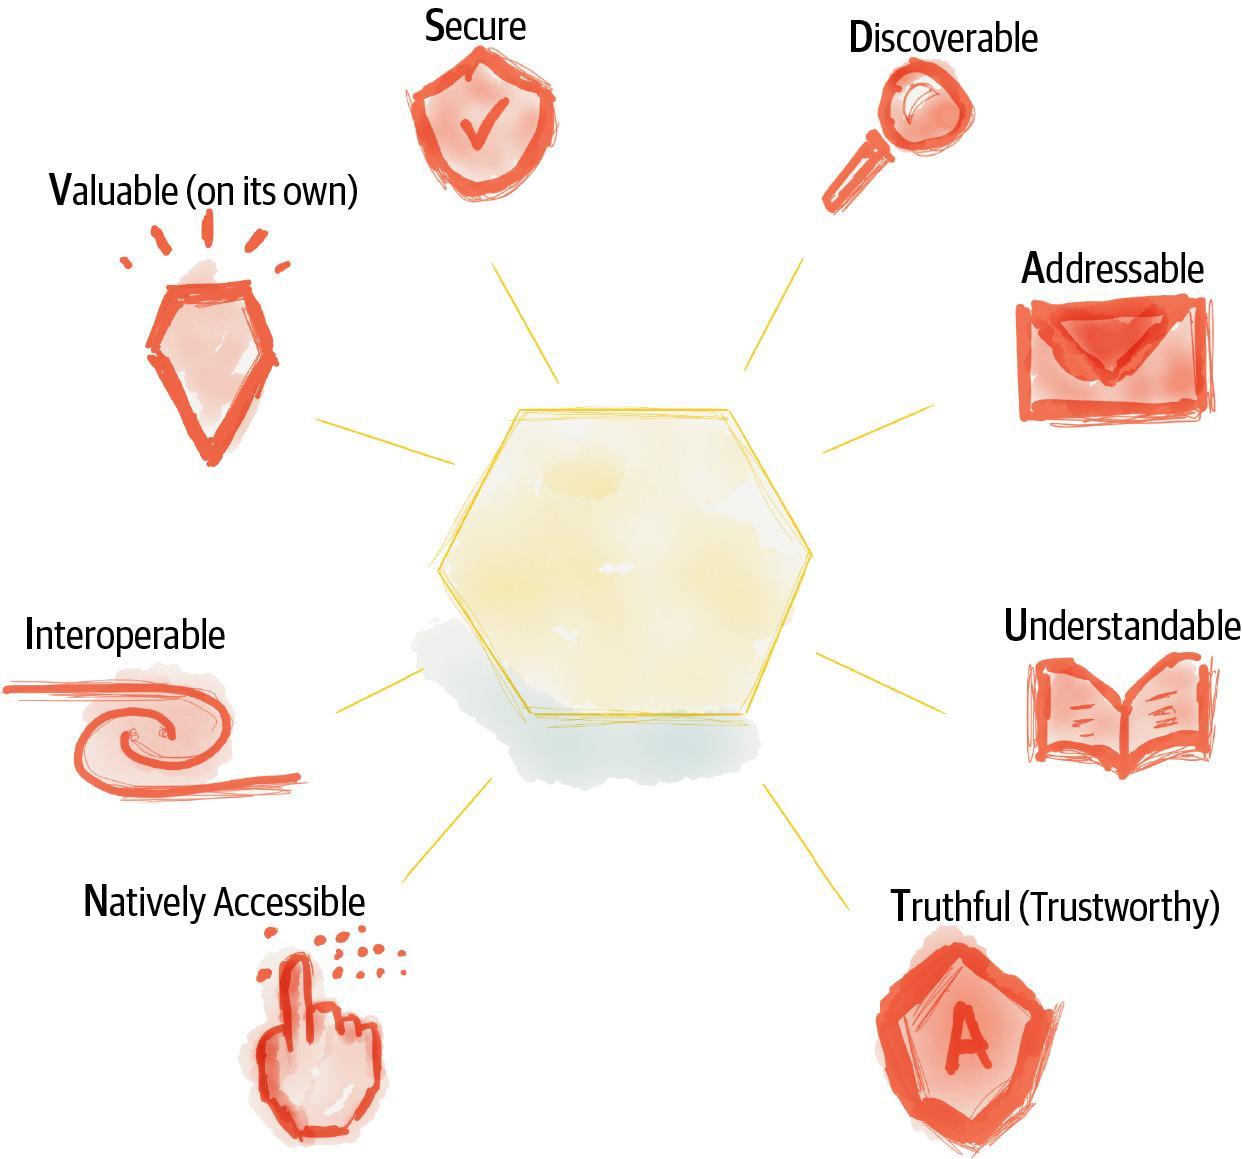 Secure
Discoverable
Valuable (on its own)
Addressable
Understandable
Interoperable
Natively Accessible
Truthful (Trustworthy)
A